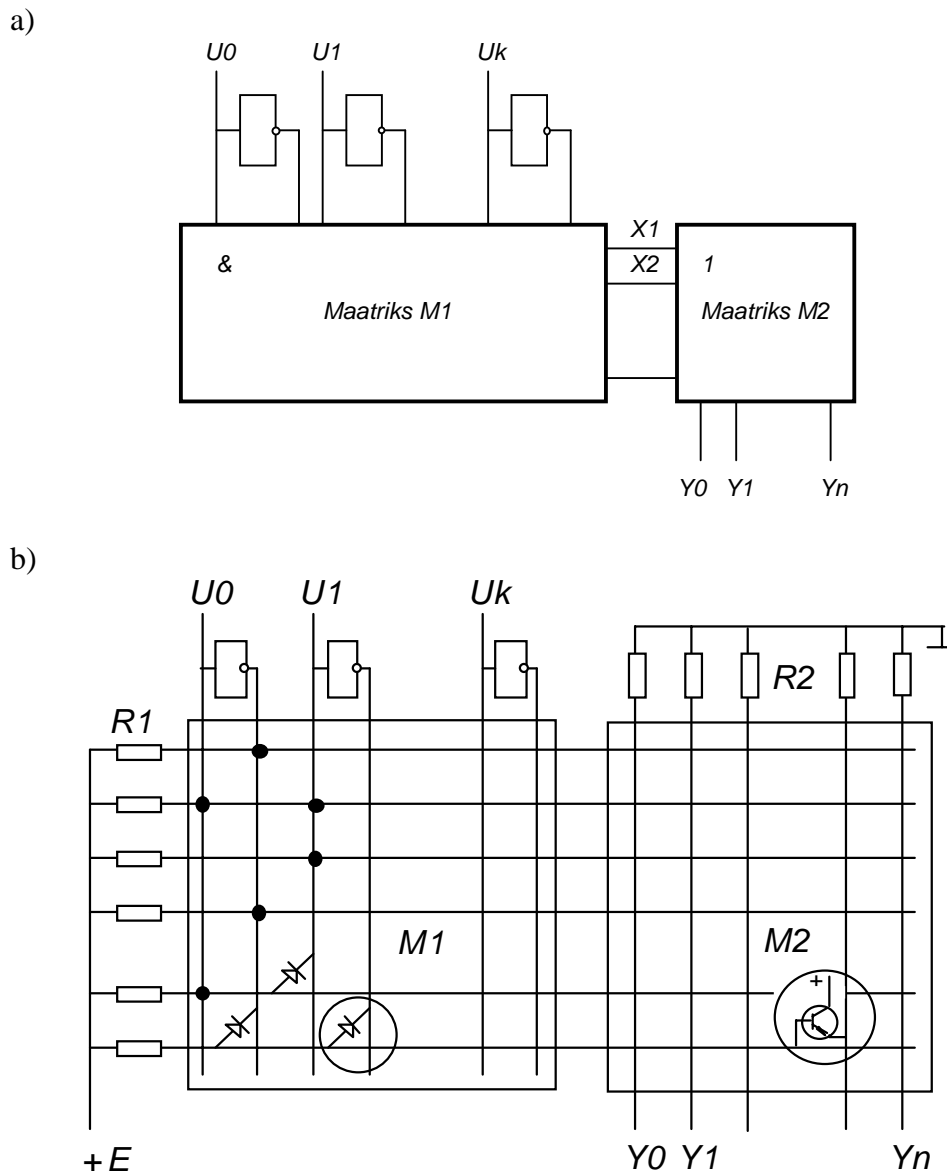 a)
U0 U1 Uk
&
Maatriks M1
X1
X2
1
Maatriks M2
Y0 Y1 Yn
b)
U0 U1 Uk
R1
R2
M1
M2
+
+ E
Y0 Y1 Yn